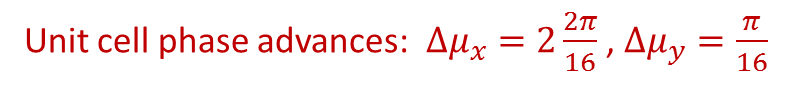 Unit cell phase advances: Δμ_x = 2 2π/16 , Δμ_y = π/16